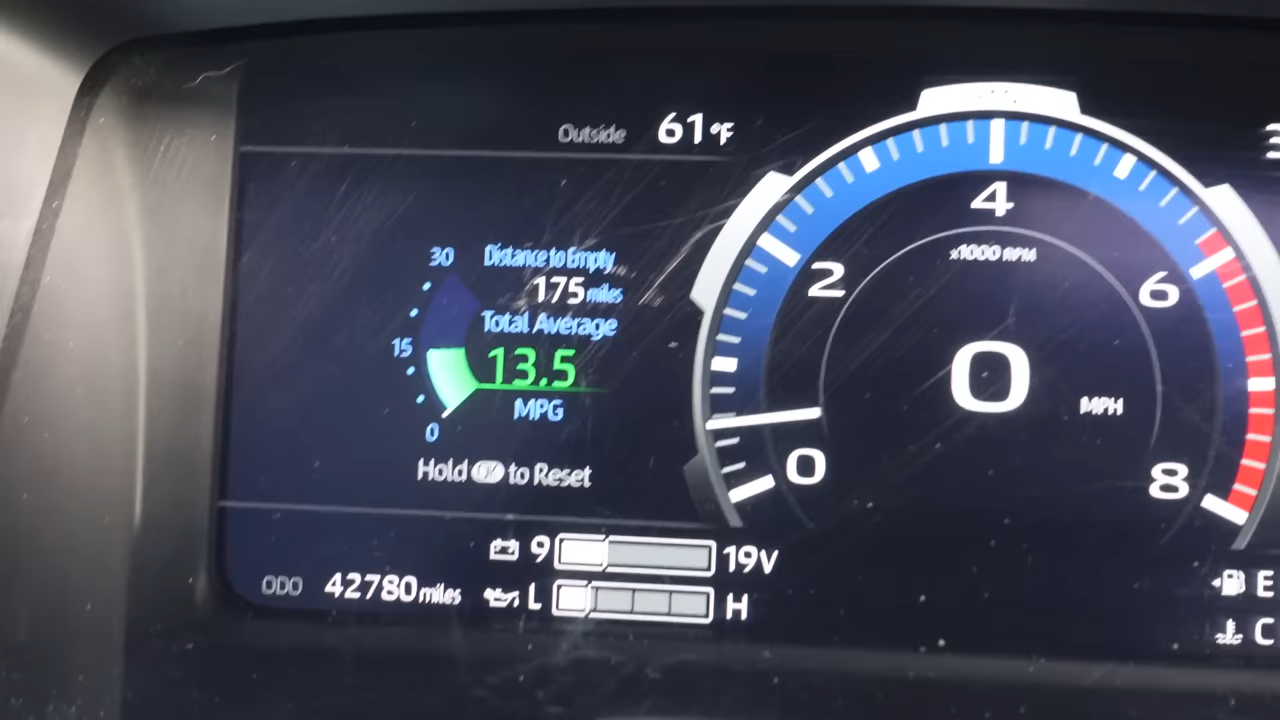 Outside 61°F
30
Distance to Empty
175 miles
Total Average
15
13.5
MPG
0
Hold OK to Reset
4
x1000 RPM
2
6
0
MPH
0
8
9 19V
ODO 42780 miles
L H
E
C